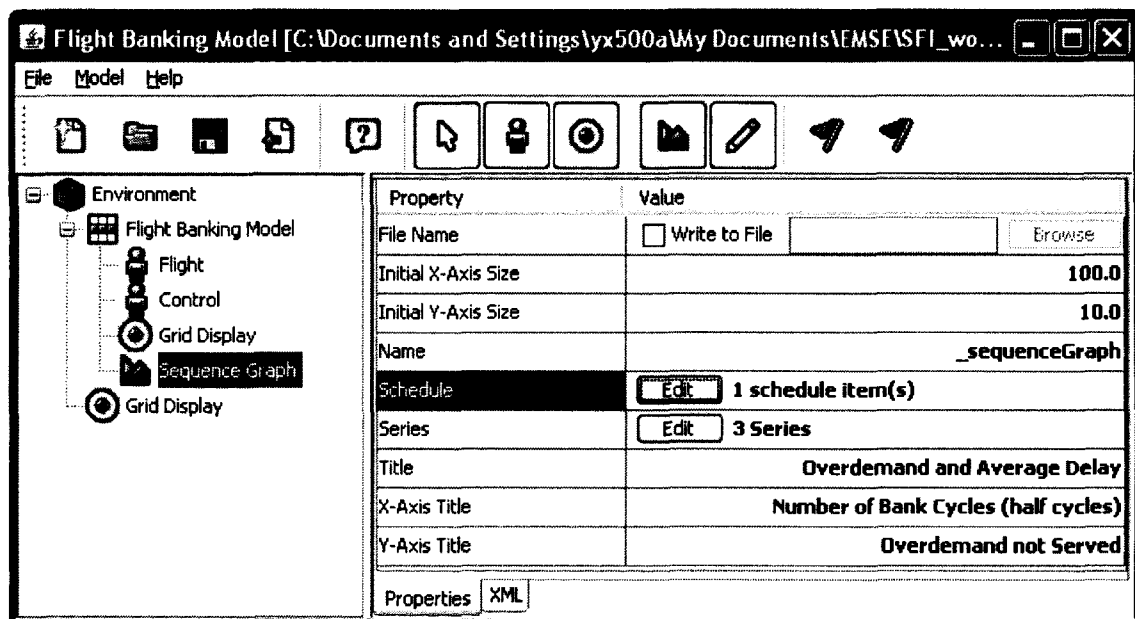 Flight Banking Model [C:\Documents and Settings\yx500a\My Documents\EMSE\SFI_wo...
File Model Help
Environment
Flight Banking Model
Flight
Control
Grid Display
Sequence Graph
Grid Display
Property Value
File Name Write to File Browse
Initial X-Axis Size 100.0
Initial Y-Axis Size 10.0
Name _sequenceGraph
Schedule Edit 1 schedule item(s)
Series Edit 3 Series
Title Overdemand and Average Delay
X-Axis Title Number of Bank Cycles (half cycles)
Y-Axis Title Overdemand not Served
Properties XML